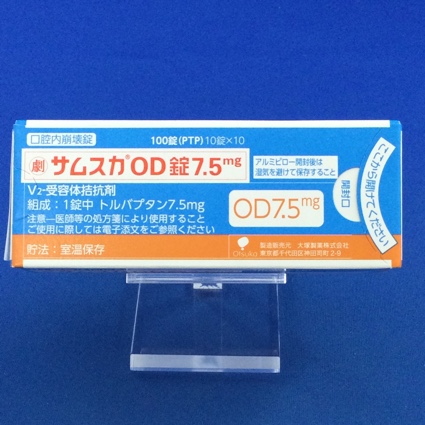 口腔内崩壊錠
100錠(PTP) 10錠×10
劇 サムスカ®OD錠7.5mg
アルミピロー開封後は
湿気を避けて保存すること
V2-受容体拮抗剤
組成:1錠中 トルバプタン7.5mg
注意―医師等の処方箋により使用すること
ご使用に際しては電子添文をご参照ください
貯法:室温保存
OD7.5mg
開封口
ここから開けてください
Otsuka
製造販売元 大塚製薬株式会社
東京都千代田区神田司町2-9